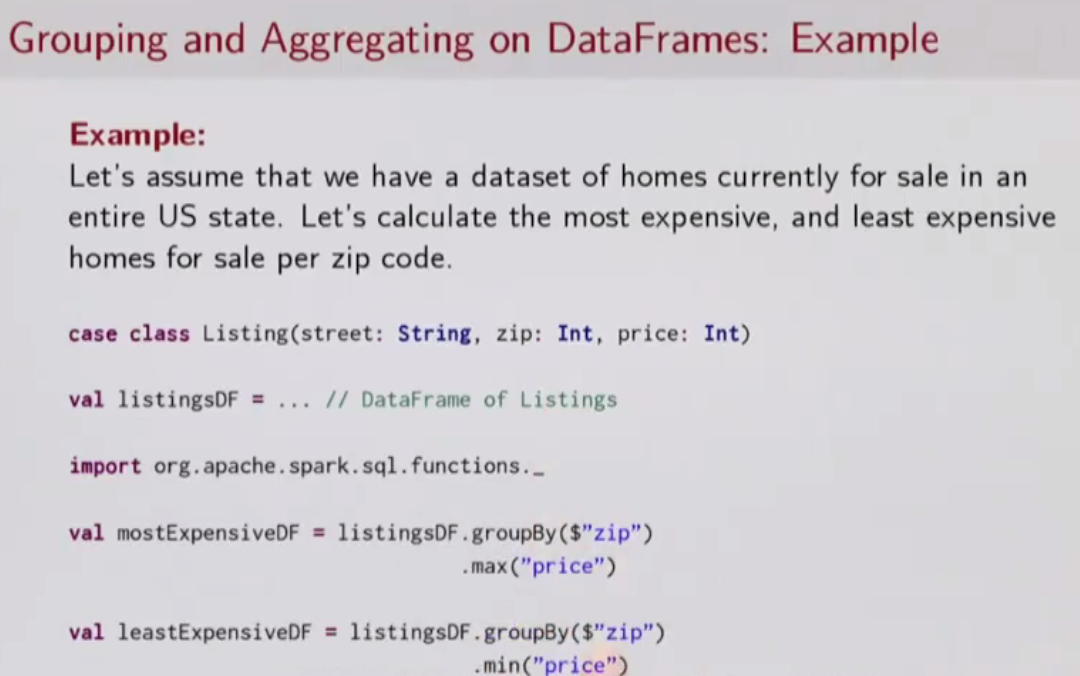 Grouping and Aggregating on DataFrames: Example
Example:
Let's assume that we have a dataset of homes currently for sale in an
entire US state. Let's calculate the most expensive, and least expensive
homes for sale per zip code.
case class Listing(street: String, zip: Int, price: Int)
val listingsDF = ... // DataFrame of Listings
import org.apache.spark.sql.functions._
val mostExpensiveDF = listingsDF.groupBy($"zip")
.max("price")
val leastExpensiveDF = listingsDF.groupBy($"zip")
.min("price")